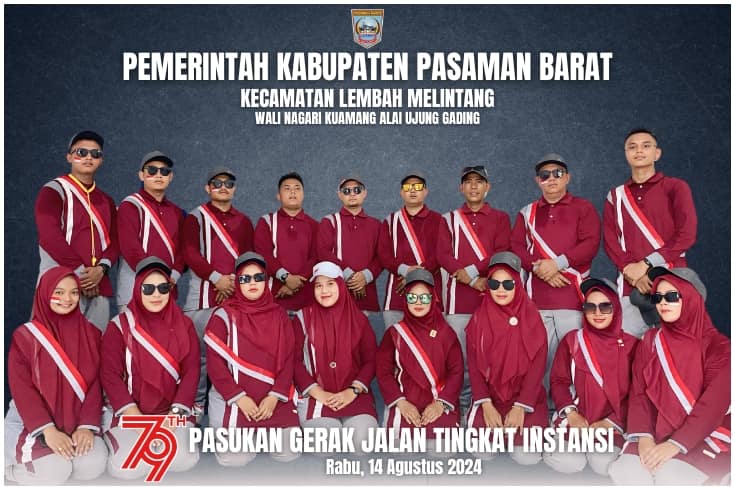 PEMERINTAH KABUPATEN PASAMAN BARAT
KECAMATAN LEMBAH MELINTANG
WALI NAGARI KUAMANG ALAI UJUNG GADING
79TH
PASUKAN GERAK JALAN TINGKAT INSTANSI
Rabu, 14 Agustus 2024